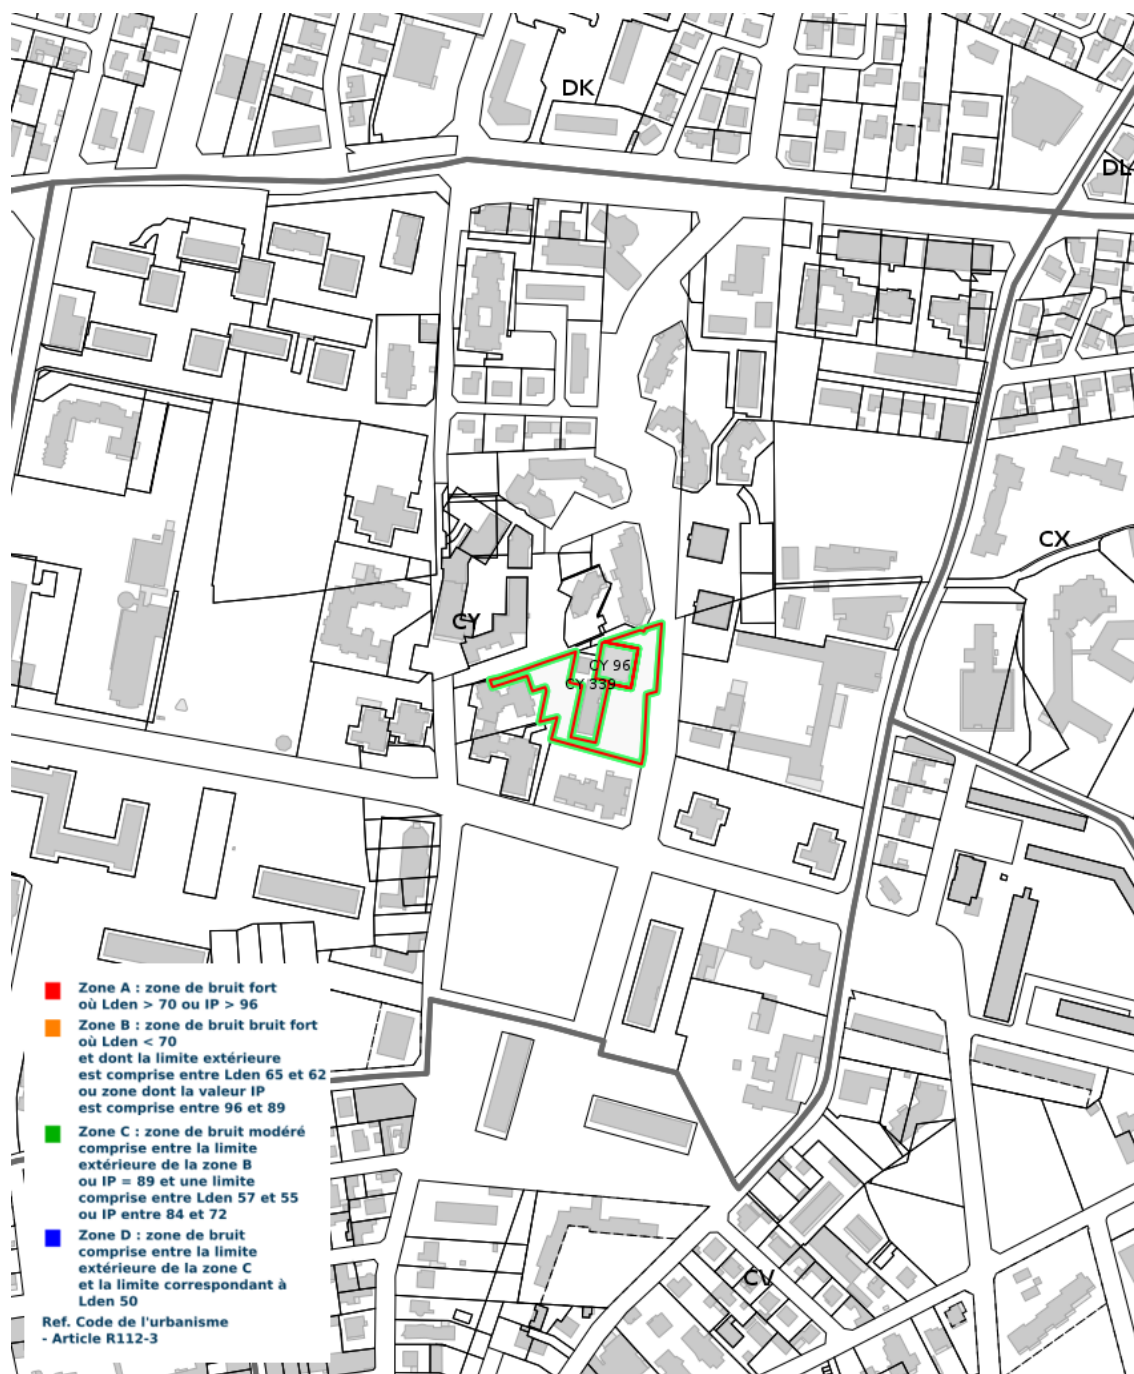 DK
DL
CX
CY
CY 96
CY 339
Zone A : zone de bruit fort
où Lden > 70 ou IP > 96
Zone B : zone de bruit bruit fort
où Lden < 70
et dont la limite extérieure
est comprise entre Lden 65 et 62
ou zone dont la valeur IP
est comprise entre 96 et 89
Zone C : zone de bruit modéré
comprise entre la limite
extérieure de la zone B
ou IP = 89 et une limite
comprise entre Lden 57 et 55
ou IP entre 84 et 72
Zone D : zone de bruit
comprise entre la limite
extérieure de la zone C
et la limite correspondant à
Lden 50
Ref. Code de l'urbanisme
- Article R112-3
CV